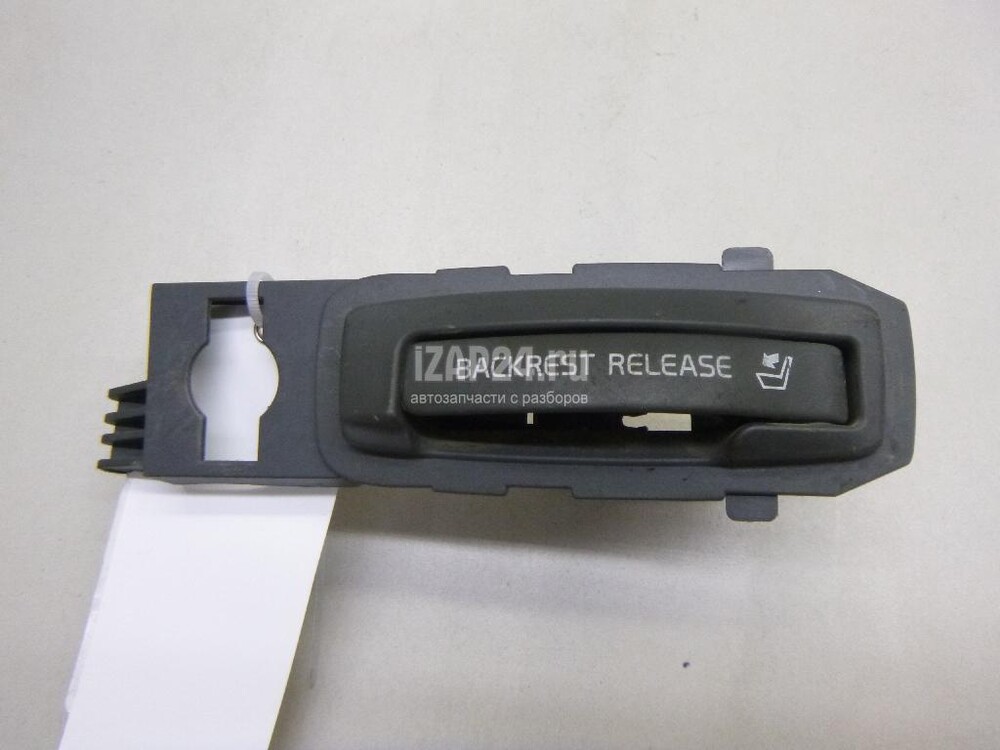 BACKREST RELEASE
iZAP24.ru
автозапчасти с разборов